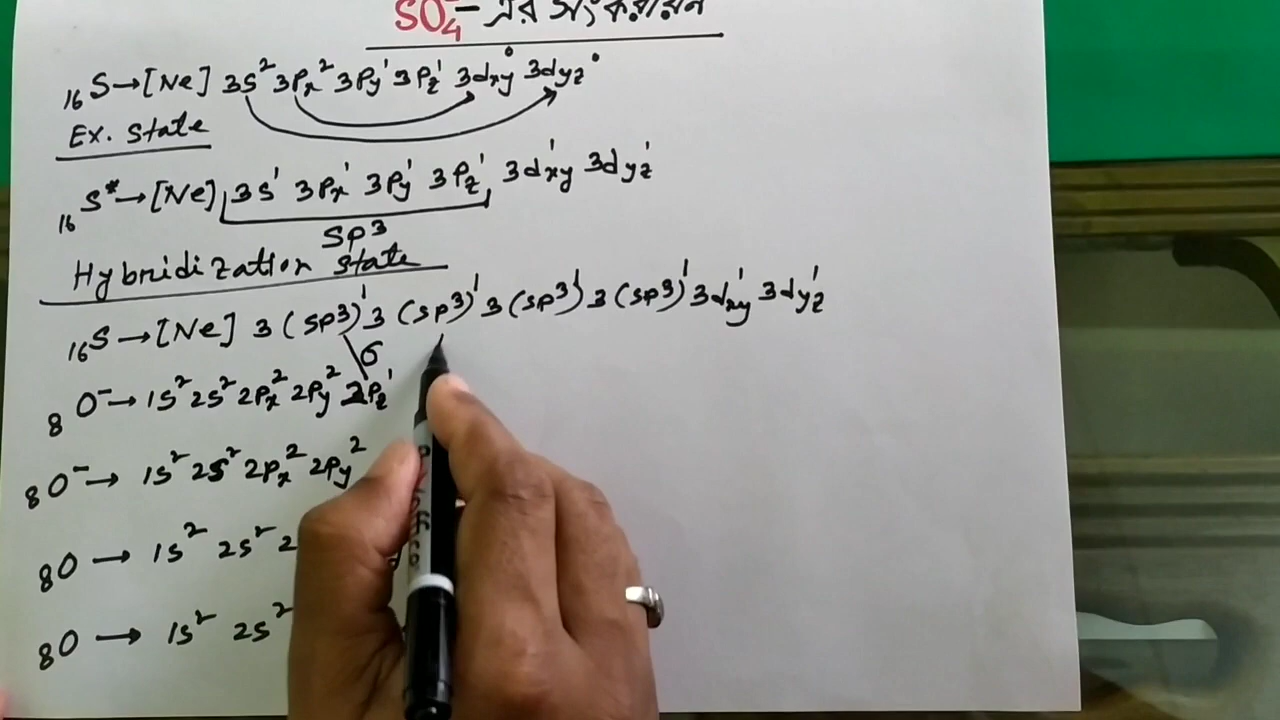 SO₄⁻ এর সংকরায়ন
₁₆S→[Ne] 3s² 3Px² 3Py¹ 3Pz¹ 3dxy⁰ 3dyz⁰
Ex. State
₁₆S*→[Ne] 3s¹ 3Px¹ 3Py¹ 3Pz¹ 3dxy¹ 3dyz¹
SP³
Hybridization state
₁₆S→[Ne] 3(SP³)¹ 3(SP³)¹ 3(SP³)¹ 3(SP³)¹ 3dxy¹ 3dyz¹
σ
₈O⁻→ 1s² 2s² 2Px² 2Py² 2Pz¹
₈O⁻→ 1s² 2s² 2Px² 2Py²
₈O → 1s² 2s² 2
₈O → 1s² 2s²